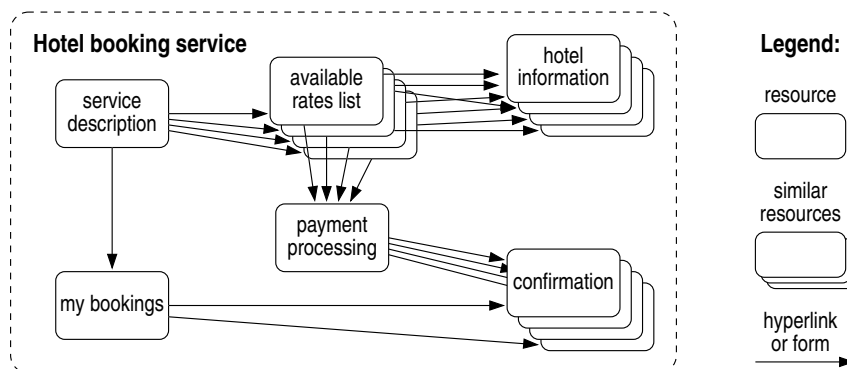 Hotel booking service
service
description
available
rates list
hotel
information
payment
processing
my bookings
confirmation
Legend:
resource
similar
resources
hyperlink
or form